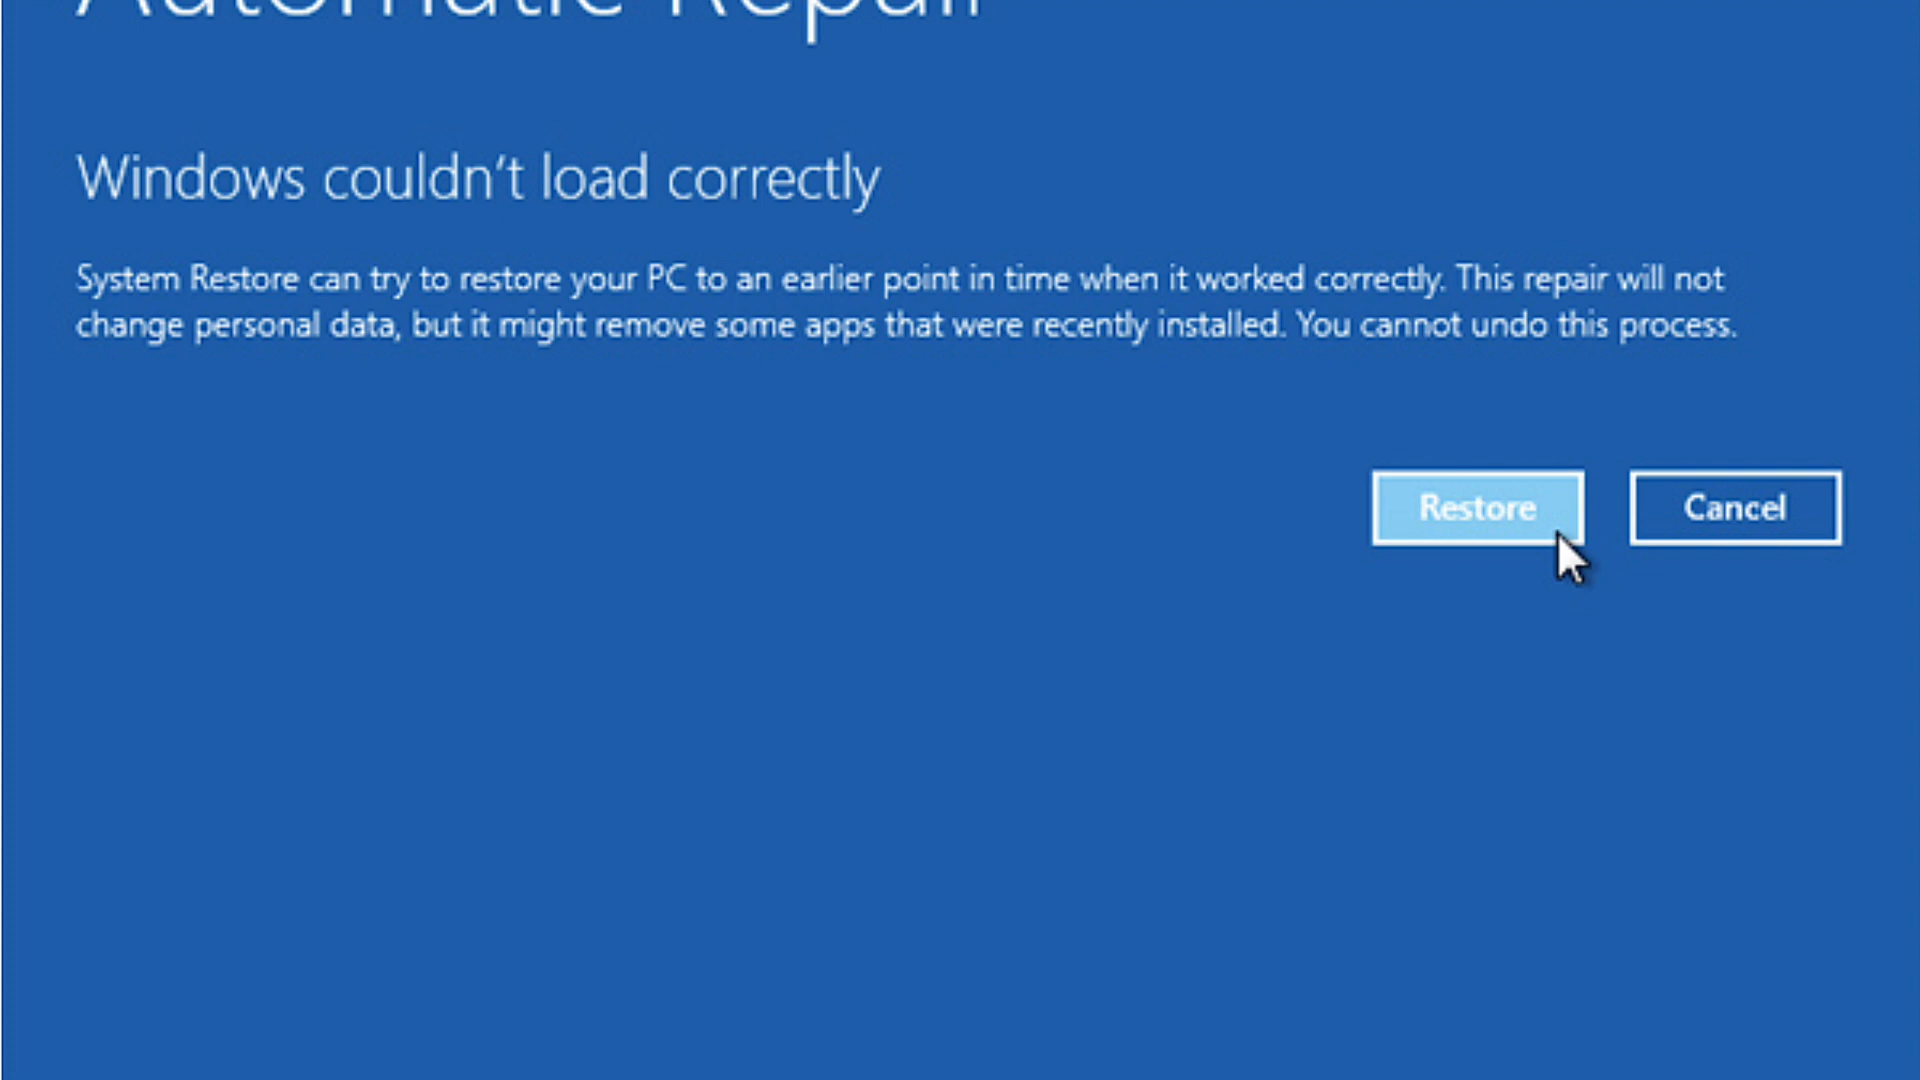 Automatic Repair
Windows couldn’t load correctly
System Restore can try to restore your PC to an earlier point in time when it worked correctly. This repair will not
change personal data, but it might remove some apps that were recently installed. You cannot undo this process.
Restore Cancel